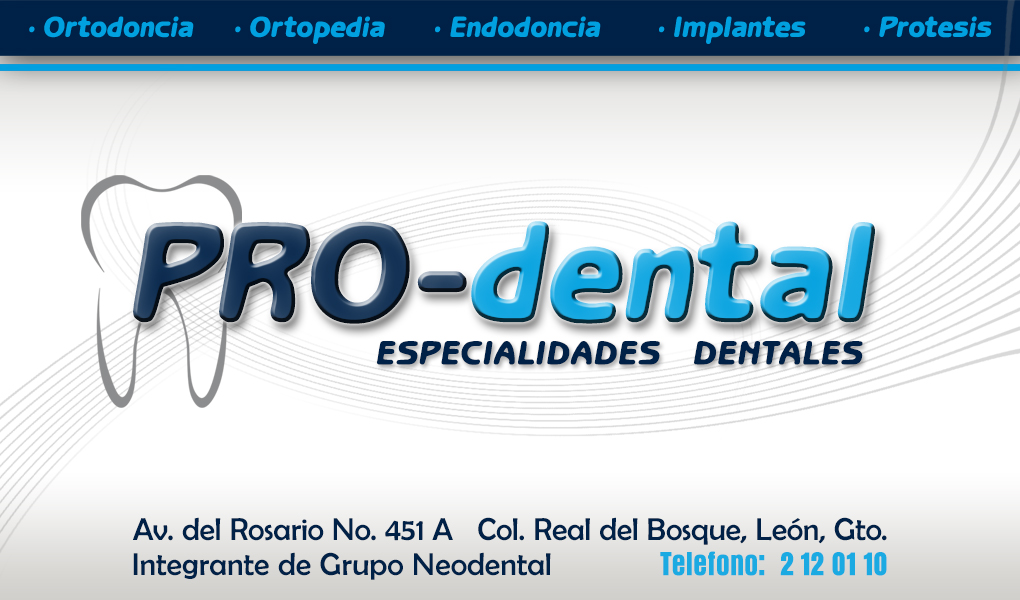 · Ortodoncia · Ortopedia · Endodoncia · Implantes · Protesis
PRO-dental
ESPECIALIDADES DENTALES
Av. del Rosario No. 451 A Col. Real del Bosque, León, Gto.
Integrante de Grupo Neodental Telefono: 2 12 01 10